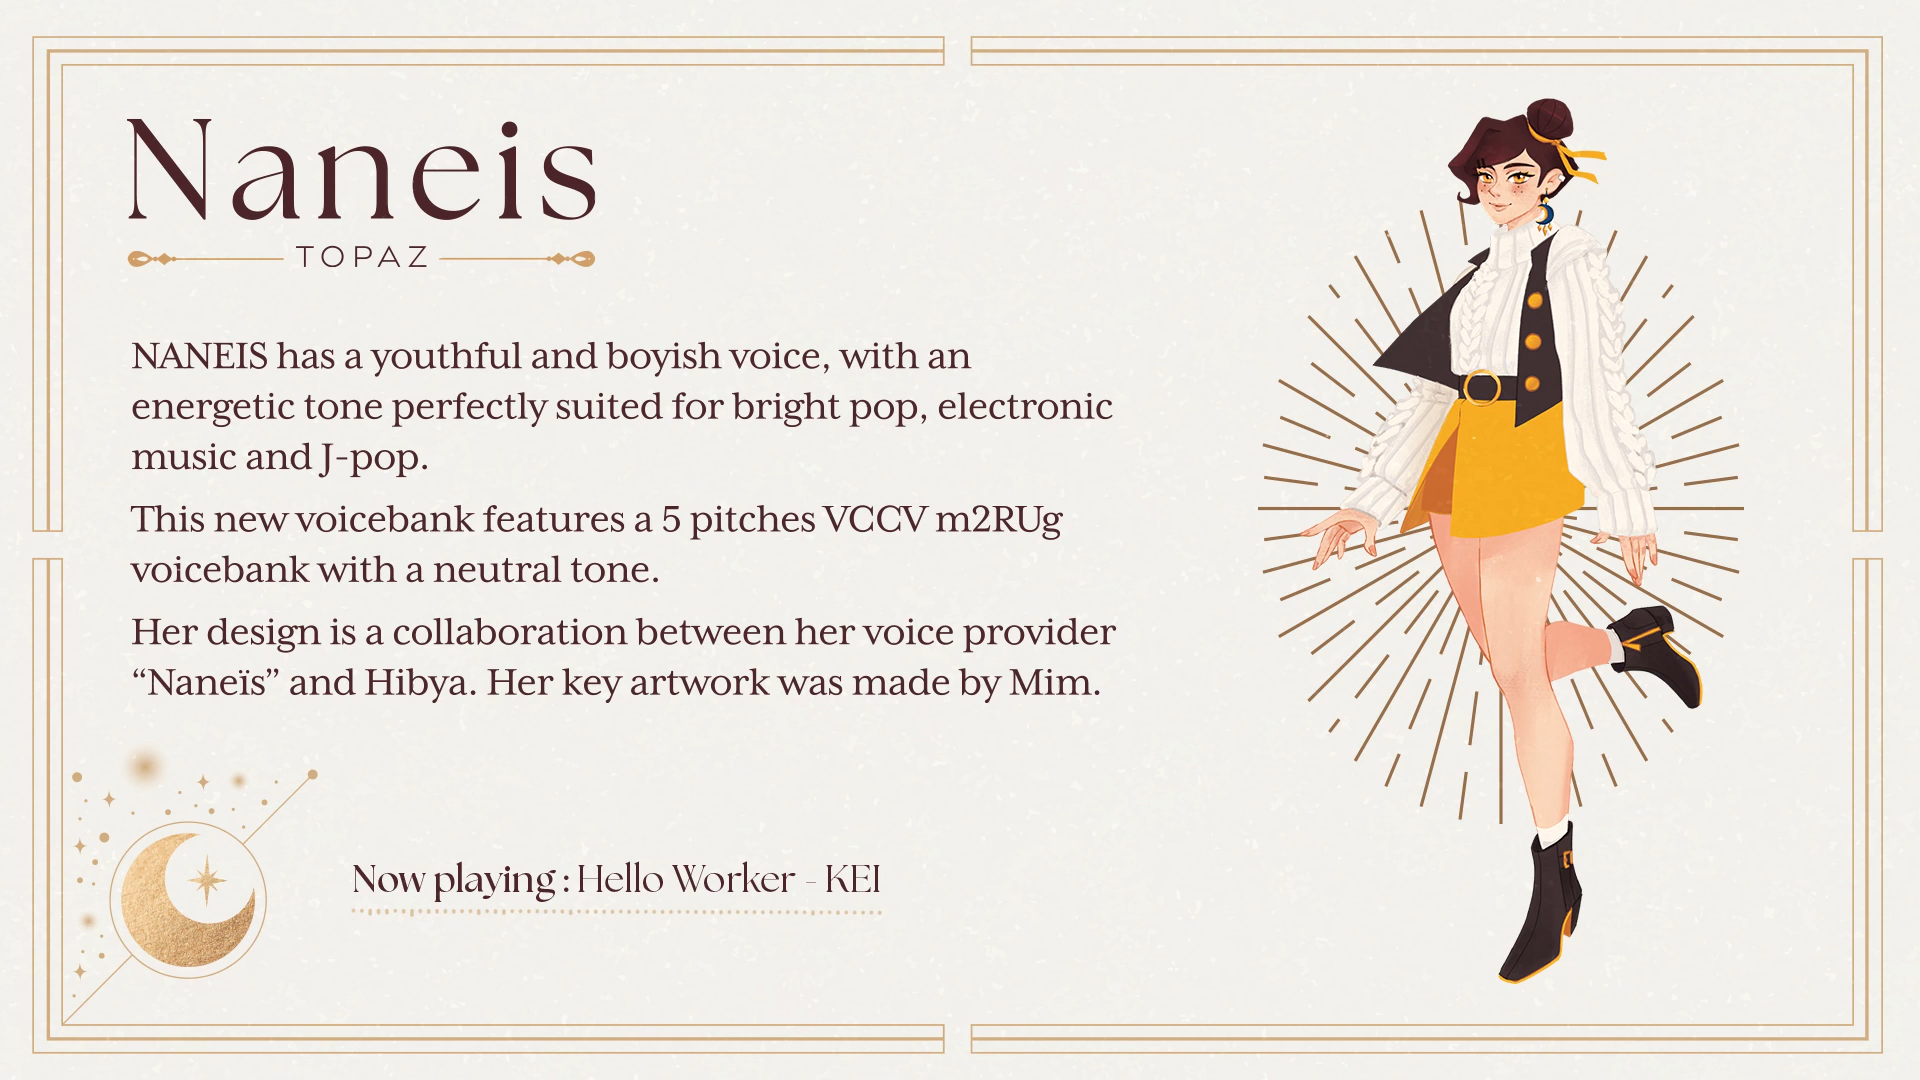 Naneis
TOPAZ
NANEIS has a youthful and boyish voice, with an
energetic tone perfectly suited for bright pop, electronic
music and J-pop.
This new voicebank features a 5 pitches VCCV m2RUg
voicebank with a neutral tone.
Her design is a collaboration between her voice provider
“Naneïs” and Hibya. Her key artwork was made by Mim.
Now playing : Hello Worker - KEI